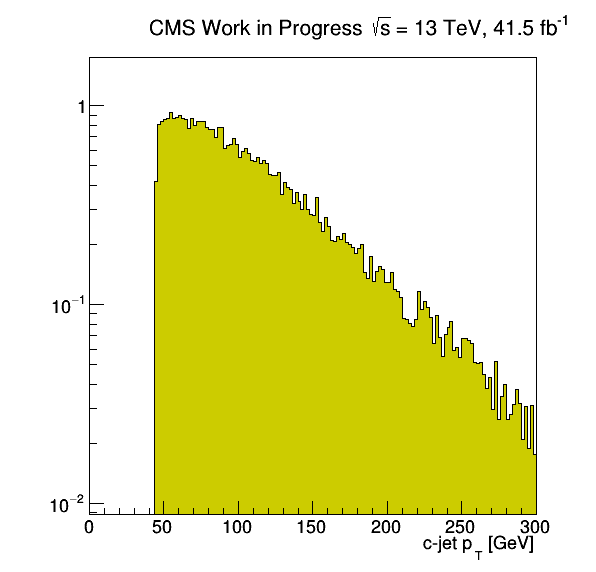 CMS Work in Progress √s = 13 TeV, 41.5 fb⁻¹
1
10⁻¹
10⁻²
0 50 100 150 200 250 300
c-jet p_T [GeV]